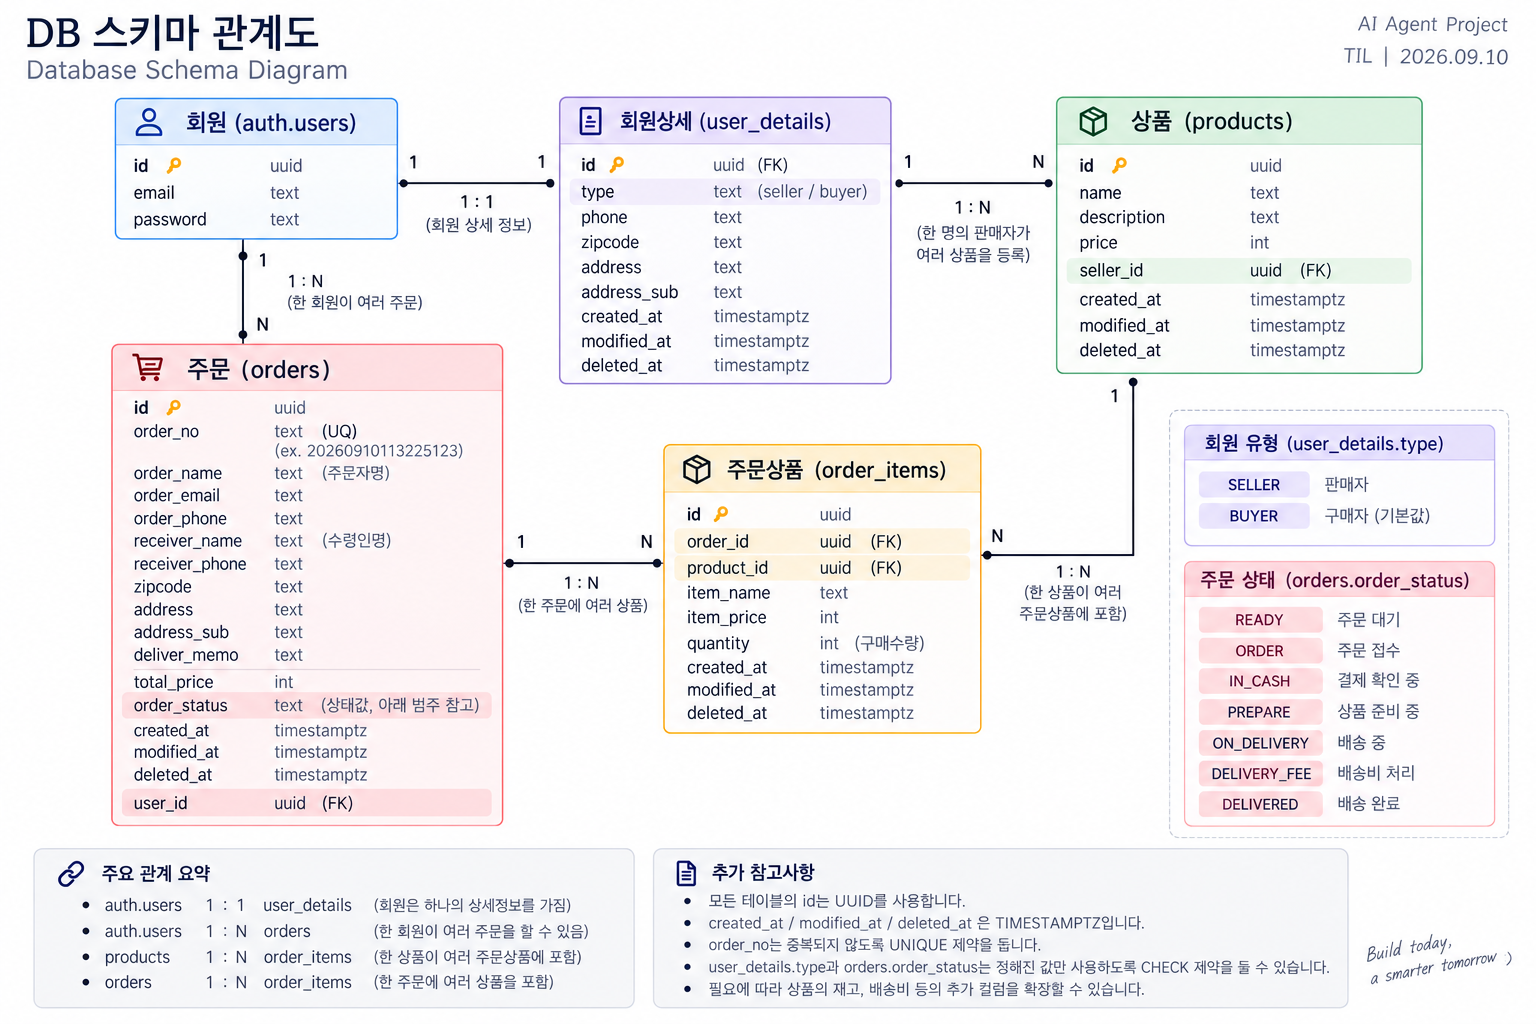 DB 스키마 관계도
Database Schema Diagram
AI Agent Project
TIL | 2026.09.10
회원 (auth.users)
id uuid
email text
password text
1 1
1 : 1
(회원 상세 정보)
회원상세 (user_details)
id uuid (FK)
type text (seller / buyer)
phone text
zipcode text
address text
address_sub text
created_at timestamptz
modified_at timestamptz
deleted_at timestamptz
1 N
1 : N
(한 명의 판매자가
여러 상품을 등록)
상품 (products)
id uuid
name text
description text
price int
seller_id uuid (FK)
created_at timestamptz
modified_at timestamptz
deleted_at timestamptz
1
1 : N
(한 회원이 여러 주문)
N
주문 (orders)
id uuid
order_no text (UQ)
(ex. 20260910113225123)
order_name text (주문자명)
order_email text
order_phone text
receiver_name text (수령인명)
receiver_phone text
zipcode text
address text
address_sub text
deliver_memo text
total_price int
order_status text (상태값, 아래 범주 참고)
created_at timestamptz
modified_at timestamptz
deleted_at timestamptz
user_id uuid (FK)
1 N
1 : N
(한 주문에 여러 상품)
주문상품 (order_items)
id uuid
order_id uuid (FK)
product_id uuid (FK)
item_name text
item_price int
quantity int (구매수량)
created_at timestamptz
modified_at timestamptz
deleted_at timestamptz
1
N
1 : N
(한 상품이 여러
주문상품에 포함)
회원 유형 (user_details.type)
SELLER 판매자
BUYER 구매자 (기본값)
주문 상태 (orders.order_status)
READY 주문 대기
ORDER 주문 접수
IN_CASH 결제 확인 중
PREPARE 상품 준비 중
ON_DELIVERY 배송 중
DELIVERY_FEE 배송비 처리
DELIVERED 배송 완료
주요 관계 요약
• auth.users 1 : 1 user_details (회원은 하나의 상세정보를 가짐)
• auth.users 1 : N orders (한 회원이 여러 주문을 할 수 있음)
• products 1 : N order_items (한 상품이 여러 주문상품에 포함)
• orders 1 : N order_items (한 주문에 여러 상품을 포함)
추가 참고사항
• 모든 테이블의 id는 UUID를 사용합니다.
• created_at / modified_at / deleted_at 은 TIMESTAMPTZ입니다.
• order_no는 중복되지 않도록 UNIQUE 제약을 둡니다.
• user_details.type과 orders.order_status는 정해진 값만 사용하도록 CHECK 제약을 둘 수 있습니다.
• 필요에 따라 상품의 재고, 배송비 등의 추가 컬럼을 확장할 수 있습니다.
Build today,
a smarter tomorrow )